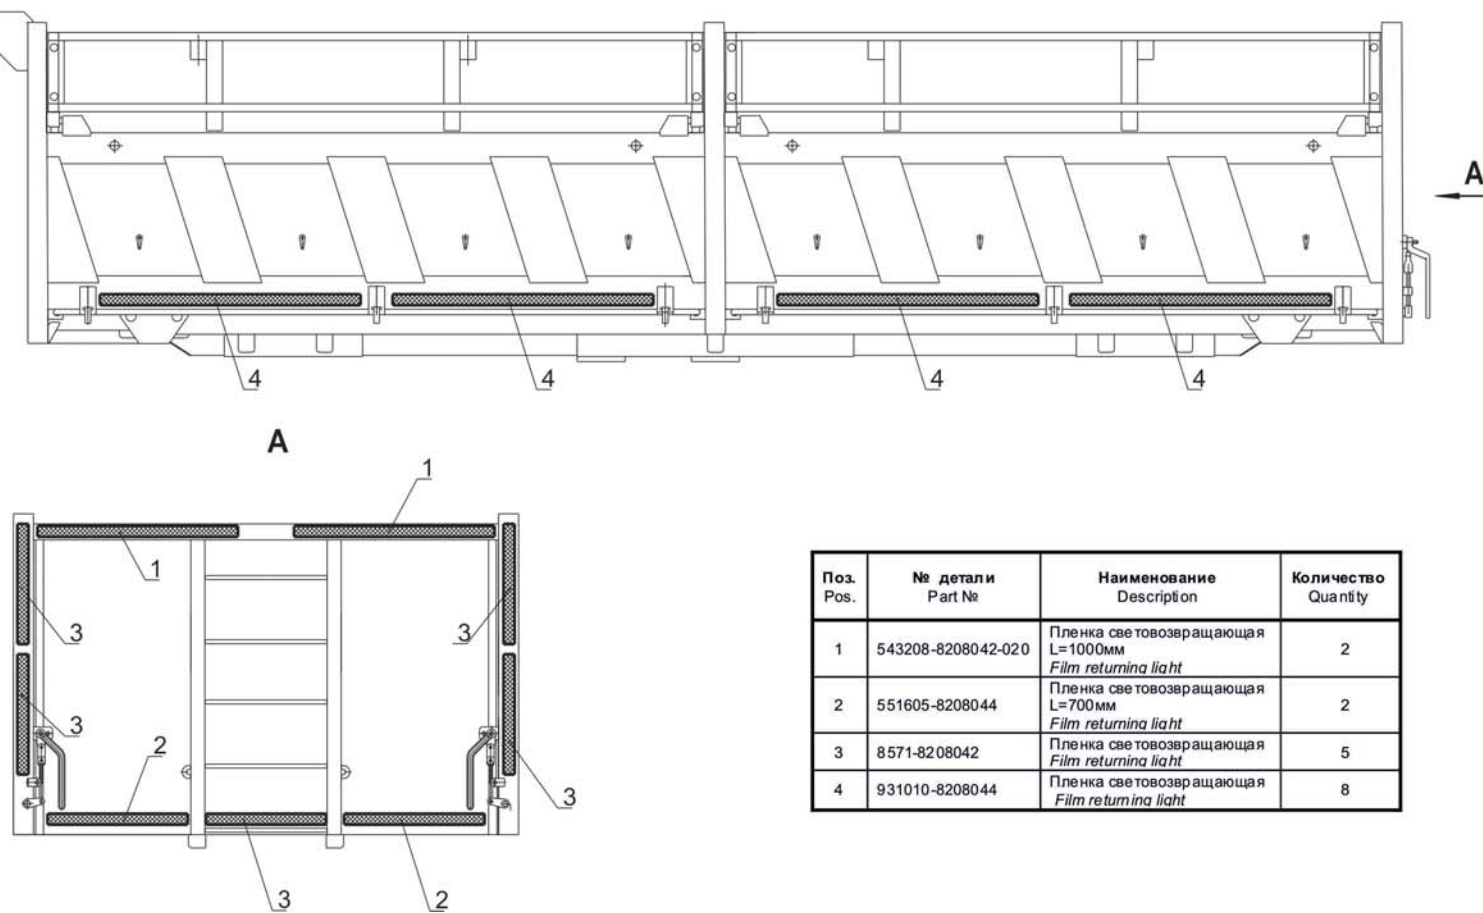 A
4
4
4
4
A
1
1
3
3
3
2
3
3
2
Поз.
Pos.
№ детали
Part №
Наименование
Description
Количество
Quantity
1
543208-8208042-020
Пленка световозвращающая
L=1000мм
Film returning light
2
2
551605-8208044
Пленка световозвращающая
L=700мм
Film returning light
2
3
8571-8208042
Пленка световозвращающая
Film returning light
5
4
931010-8208044
Пленка световозвращающая
Film returning light
8